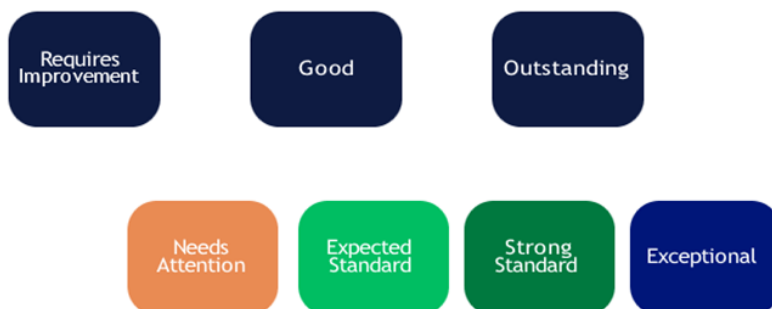 Requires
Improvement
Good
Outstanding
Needs
Attention
Expected
Standard
Strong
Standard
Exceptional